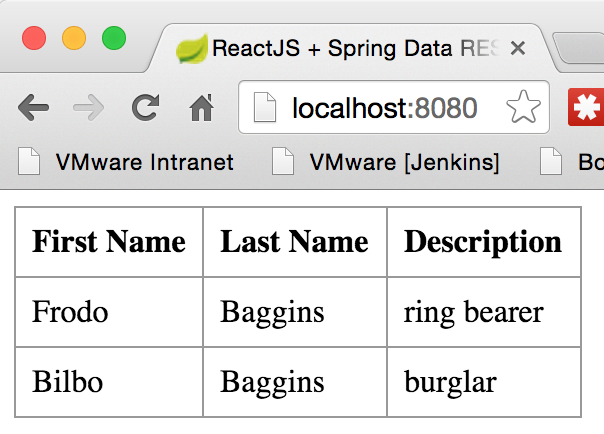 ReactJS + Spring Data RES
localhost:8080
VMware Intranet VMware [Jenkins] Bo
First Name Last Name Description
Frodo Baggins ring bearer
Bilbo Baggins burglar